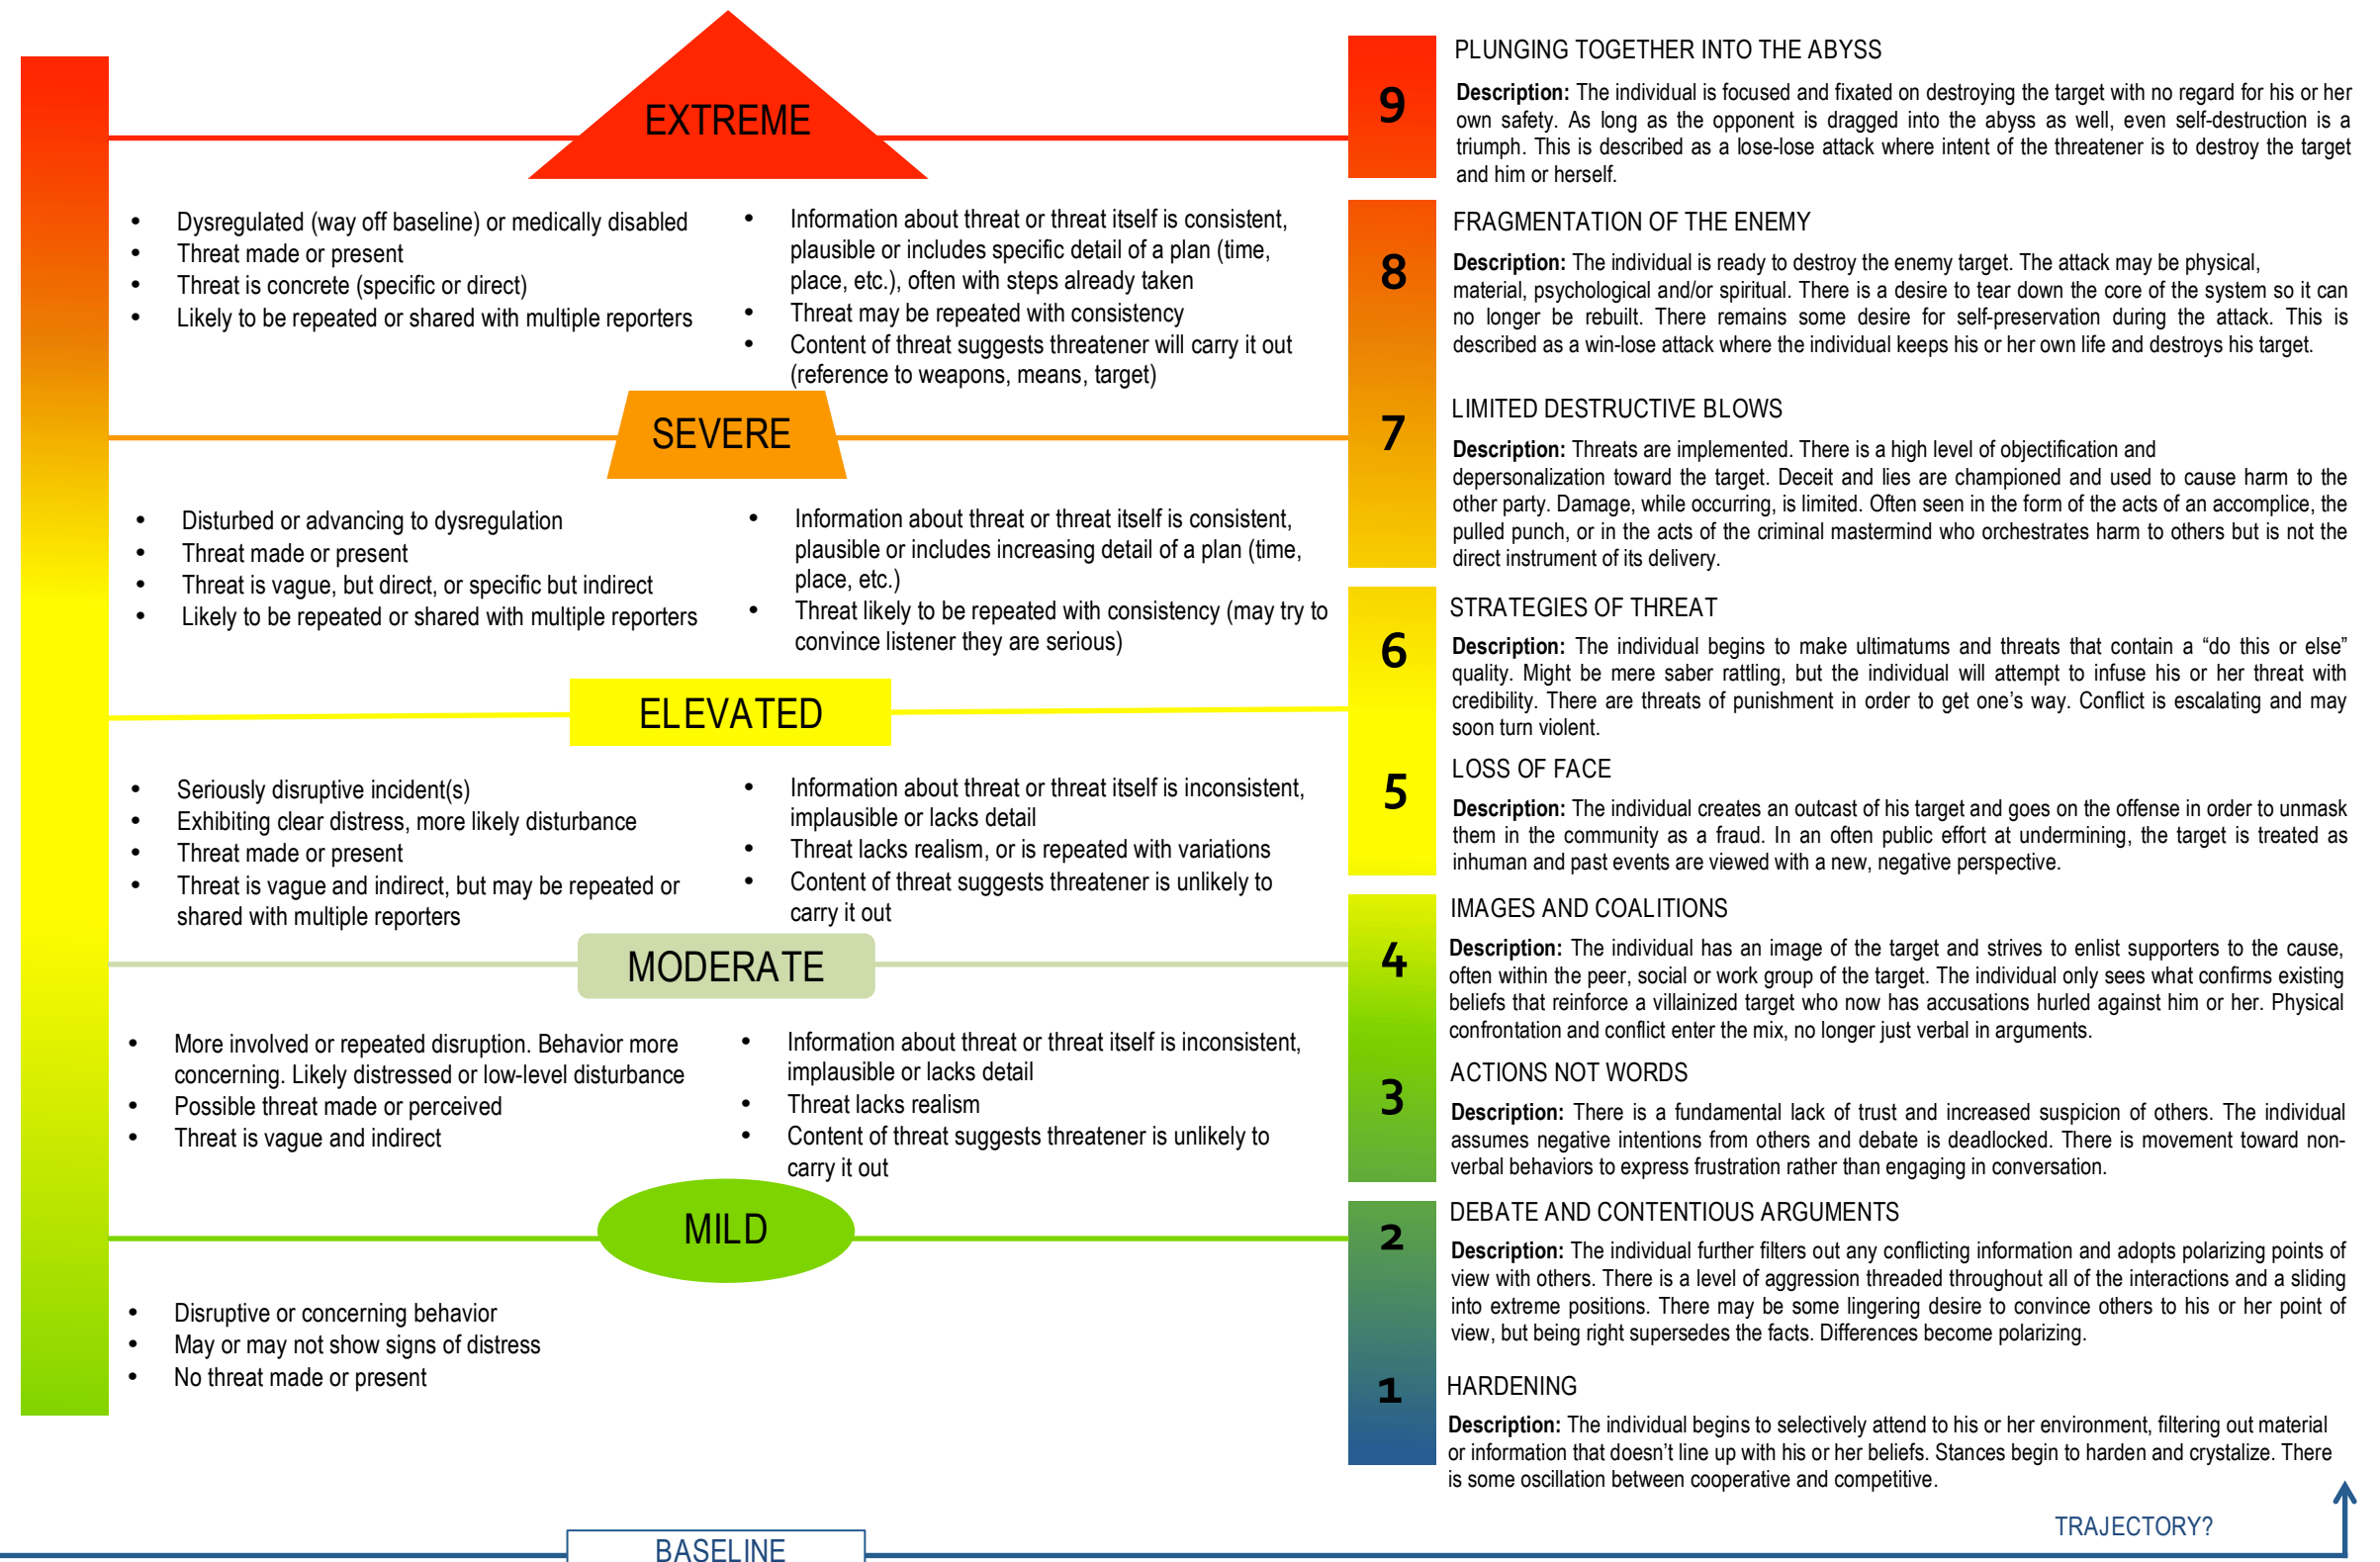 EXTREME
• Dysregulated (way off baseline) or medically disabled
• Threat made or present
• Threat is concrete (specific or direct)
• Likely to be repeated or shared with multiple reporters
• Information about threat or threat itself is consistent,
plausible or includes specific detail of a plan (time,
place, etc.), often with steps already taken
• Threat may be repeated with consistency
• Content of threat suggests threatener will carry it out
(reference to weapons, means, target)
SEVERE
• Disturbed or advancing to dysregulation
• Threat made or present
• Threat is vague, but direct, or specific but indirect
• Likely to be repeated or shared with multiple reporters
• Information about threat or threat itself is consistent,
plausible or includes increasing detail of a plan (time,
place, etc.)
• Threat likely to be repeated with consistency (may try to
convince listener they are serious)
ELEVATED
• Seriously disruptive incident(s)
• Exhibiting clear distress, more likely disturbance
• Threat made or present
• Threat is vague and indirect, but may be repeated or
shared with multiple reporters
• Information about threat or threat itself is inconsistent,
implausible or lacks detail
• Threat lacks realism, or is repeated with variations
• Content of threat suggests threatener is unlikely to
carry it out
MODERATE
• More involved or repeated disruption. Behavior more
concerning. Likely distressed or low-level disturbance
• Possible threat made or perceived
• Threat is vague and indirect
• Information about threat or threat itself is inconsistent,
implausible or lacks detail
• Threat lacks realism
• Content of threat suggests threatener is unlikely to
carry it out
MILD
• Disruptive or concerning behavior
• May or may not show signs of distress
• No threat made or present
BASELINE
9
PLUNGING TOGETHER INTO THE ABYSS
Description: The individual is focused and fixated on destroying the target with no regard for his or her
own safety. As long as the opponent is dragged into the abyss as well, even self-destruction is a
triumph. This is described as a lose-lose attack where intent of the threatener is to destroy the target
and him or herself.
8
FRAGMENTATION OF THE ENEMY
Description: The individual is ready to destroy the enemy target. The attack may be physical,
material, psychological and/or spiritual. There is a desire to tear down the core of the system so it can
no longer be rebuilt. There remains some desire for self-preservation during the attack. This is
described as a win-lose attack where the individual keeps his or her own life and destroys his target.
7
LIMITED DESTRUCTIVE BLOWS
Description: Threats are implemented. There is a high level of objectification and
depersonalization toward the target. Deceit and lies are championed and used to cause harm to the
other party. Damage, while occurring, is limited. Often seen in the form of the acts of an accomplice, the
pulled punch, or in the acts of the criminal mastermind who orchestrates harm to others but is not the
direct instrument of its delivery.
6
STRATEGIES OF THREAT
Description: The individual begins to make ultimatums and threats that contain a “do this or else”
quality. Might be mere saber rattling, but the individual will attempt to infuse his or her threat with
credibility. There are threats of punishment in order to get one’s way. Conflict is escalating and may
soon turn violent.
5
LOSS OF FACE
Description: The individual creates an outcast of his target and goes on the offense in order to unmask
them in the community as a fraud. In an often public effort at undermining, the target is treated as
inhuman and past events are viewed with a new, negative perspective.
4
IMAGES AND COALITIONS
Description: The individual has an image of the target and strives to enlist supporters to the cause,
often within the peer, social or work group of the target. The individual only sees what confirms existing
beliefs that reinforce a villainized target who now has accusations hurled against him or her. Physical
confrontation and conflict enter the mix, no longer just verbal in arguments.
3
ACTIONS NOT WORDS
Description: There is a fundamental lack of trust and increased suspicion of others. The individual
assumes negative intentions from others and debate is deadlocked. There is movement toward non-
verbal behaviors to express frustration rather than engaging in conversation.
2
DEBATE AND CONTENTIOUS ARGUMENTS
Description: The individual further filters out any conflicting information and adopts polarizing points of
view with others. There is a level of aggression threaded throughout all of the interactions and a sliding
into extreme positions. There may be some lingering desire to convince others to his or her point of
view, but being right supersedes the facts. Differences become polarizing.
1
HARDENING
Description: The individual begins to selectively attend to his or her environment, filtering out material
or information that doesn’t line up with his or her beliefs. Stances begin to harden and crystalize. There
is some oscillation between cooperative and competitive.
TRAJECTORY?